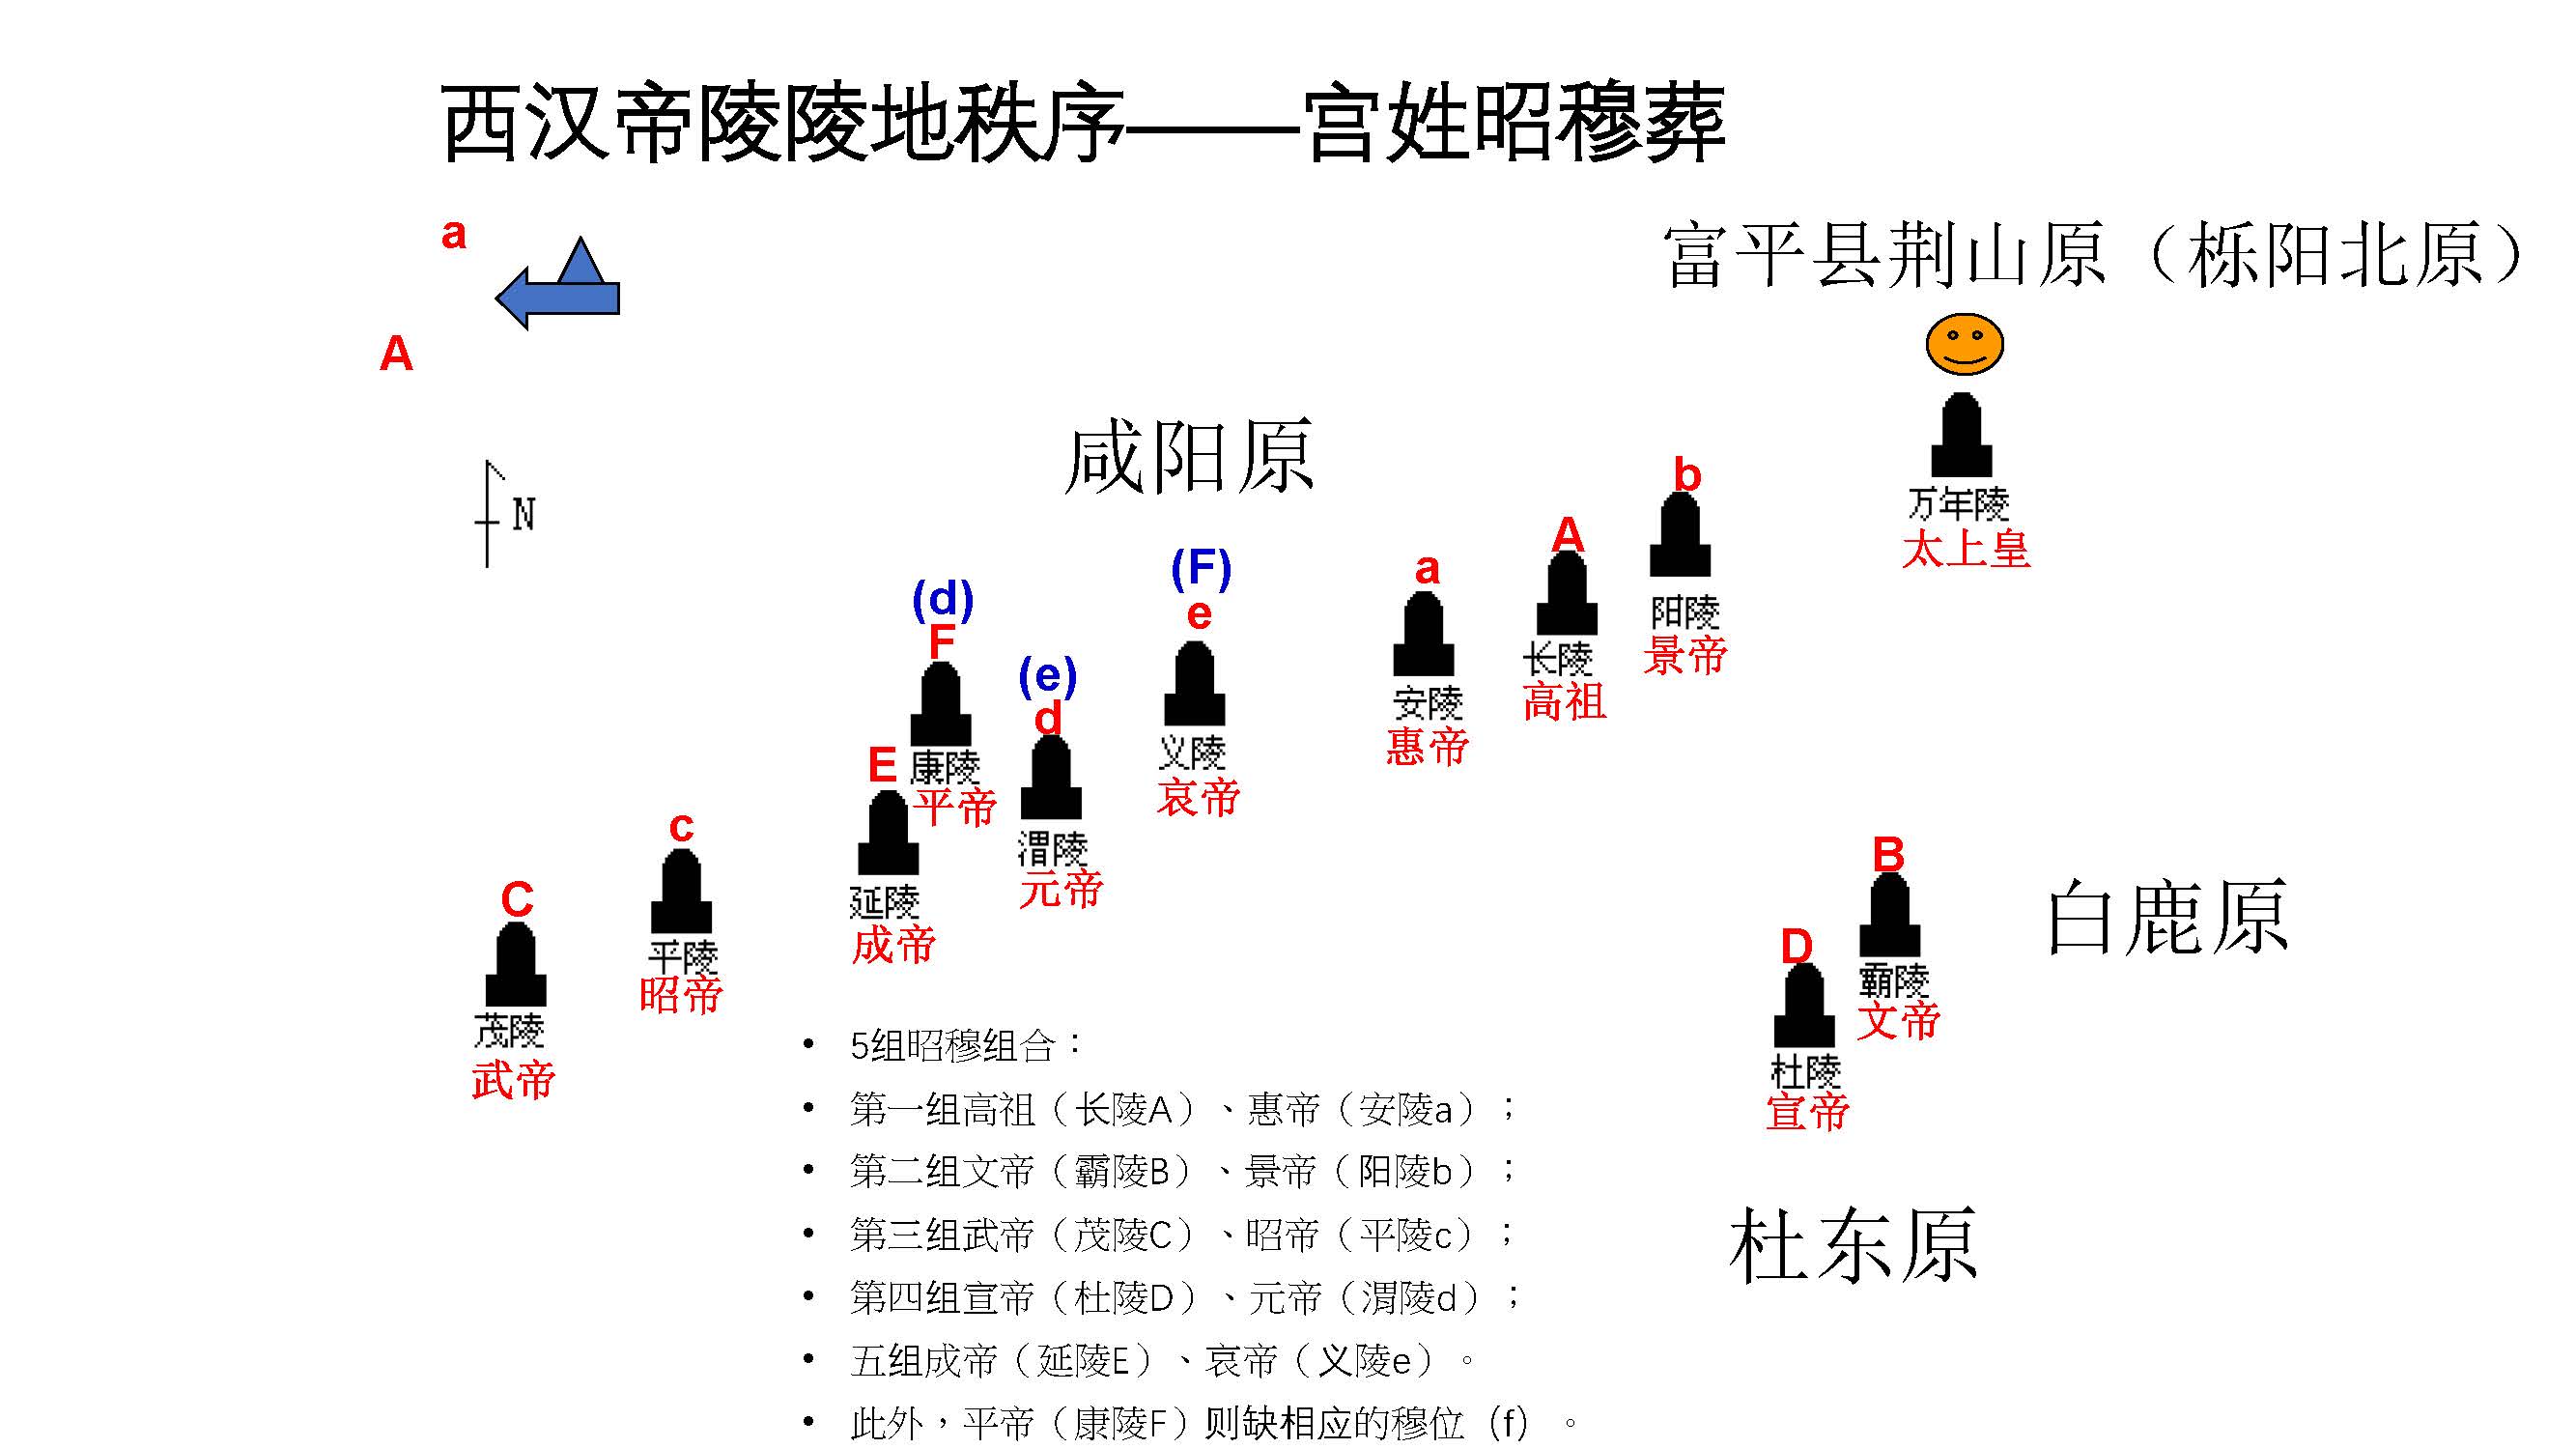 西汉帝陵陵地秩序——宫姓昭穆葬
a
A
N
富平县荆山原（栎阳北原）
万年陵
太上皇
咸阳原
b
阳陵
景帝
A
长陵
高祖
a
安陵
惠帝
(F)
e
义陵
哀帝
(d)
F
康陵
平帝
(e)
d
渭陵
元帝
E
延陵
成帝
c
平陵
昭帝
C
茂陵
武帝
B
霸陵
文帝
白鹿原
D
杜陵
宣帝
杜东原
• 5组昭穆组合：
• 第一组高祖（长陵A）、惠帝（安陵a）；
• 第二组文帝（霸陵B）、景帝（阳陵b）；
• 第三组武帝（茂陵C）、昭帝（平陵c）；
• 第四组宣帝（杜陵D）、元帝（渭陵d）；
• 五组成帝（延陵E）、哀帝（义陵e）。
• 此外，平帝（康陵F）则缺相应的穆位（f）。